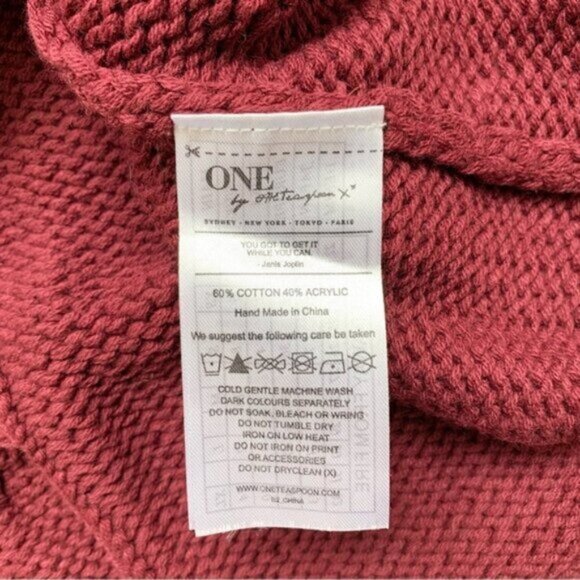 ONE
by oneteaspoon X
SYDNEY • NEW YORK • TOKYO • PARIS
YOU GOT TO GET IT
WHILE YOU CAN.
- Janis Joplin
60% COTTON 40% ACRYLIC
Hand Made in China
We suggest the following care be taken
COLD GENTLE MACHINE WASH
DARK COLOURS SEPARATELY
DO NOT SOAK, BLEACH OR WRING
DO NOT TUMBLE DRY
IRON ON LOW HEAT
DO NOT IRON ON PRINT
OR ACCESSORIES
DO NOT DRYCLEAN (X)
WWW.ONETEASPOON.COM